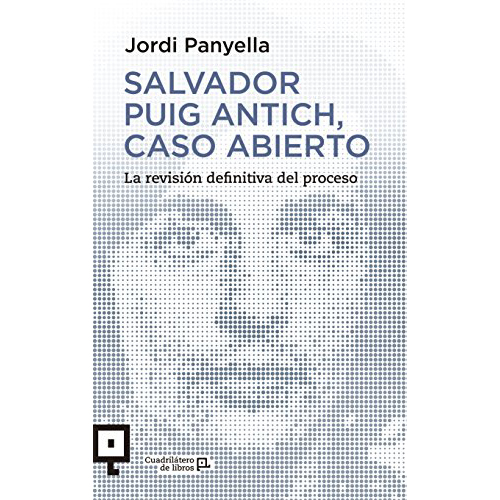 Jordi Panyella
SALVADOR
PUIG ANTICH,
CASO ABIERTO
La revisión definitiva del proceso
Cuadrilátero
de libros